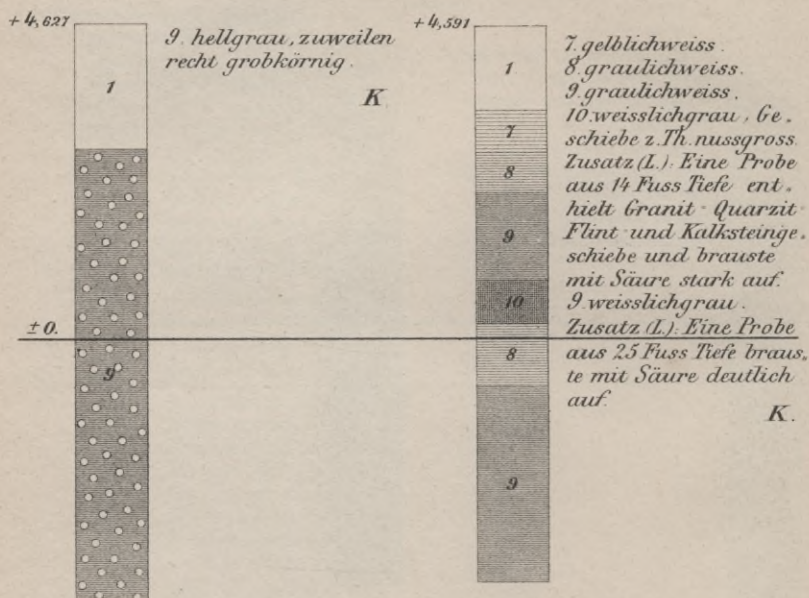 +4,627
9. hellgrau, zuweilen
recht grobkörnig.
K
1
±0.
9
+4,591
7. gelblichweiss.
8. graulichweiss.
9. graulichweiss.
10. weisslichgrau, Ge-
schiebe z. Th. nussgross.
Zusatz (L.): Eine Probe
aus 14 Fuss Tiefe ent-
hielt Granit- Quarzit-
Flint- und Kalksteinge-
schiebe und brauste
mit Säure stark auf.
9. weisslichgrau.
Zusatz (L.): Eine Probe
aus 25 Fuss Tiefe braus-
te mit Säure deutlich
auf.
K.
1
7
8
9
10
8
9